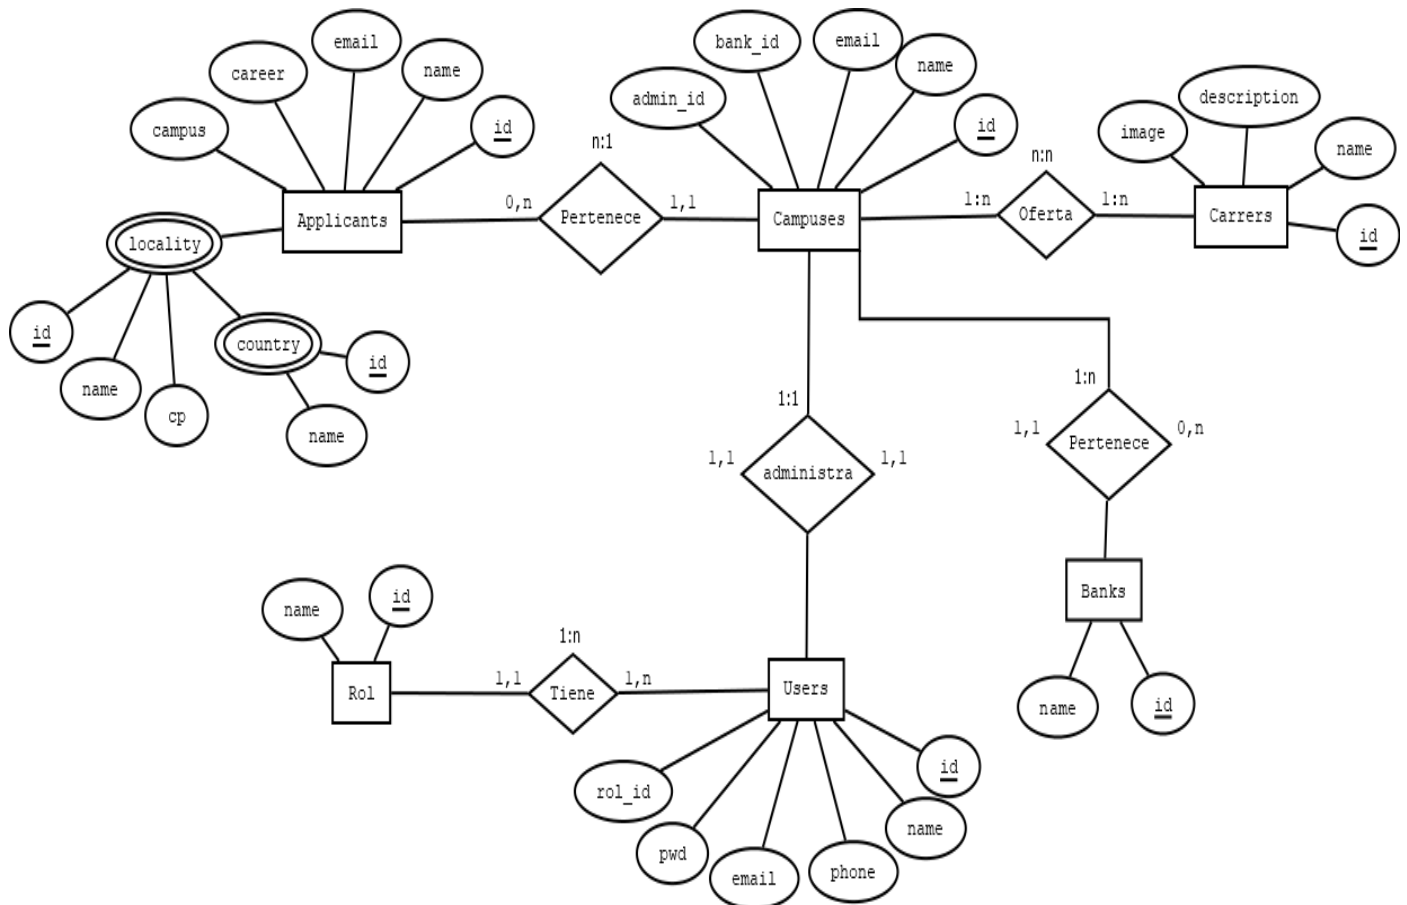 email
career
name
campus
id
Applicants
locality
id
name
cp
country
id
name
n:1
0,n
Pertenece
1,1
bank_id
email
name
admin_id
id
Campuses
n:n
1:n
Oferta
1:n
description
image
name
Carrers
id
1:1
1,1
administra
1,1
1:n
1,1
Pertenece
0,n
Banks
name
id
name
id
Rol
1:n
1,1
Tiene
1,n
Users
rol_id
pwd
email
phone
name
id